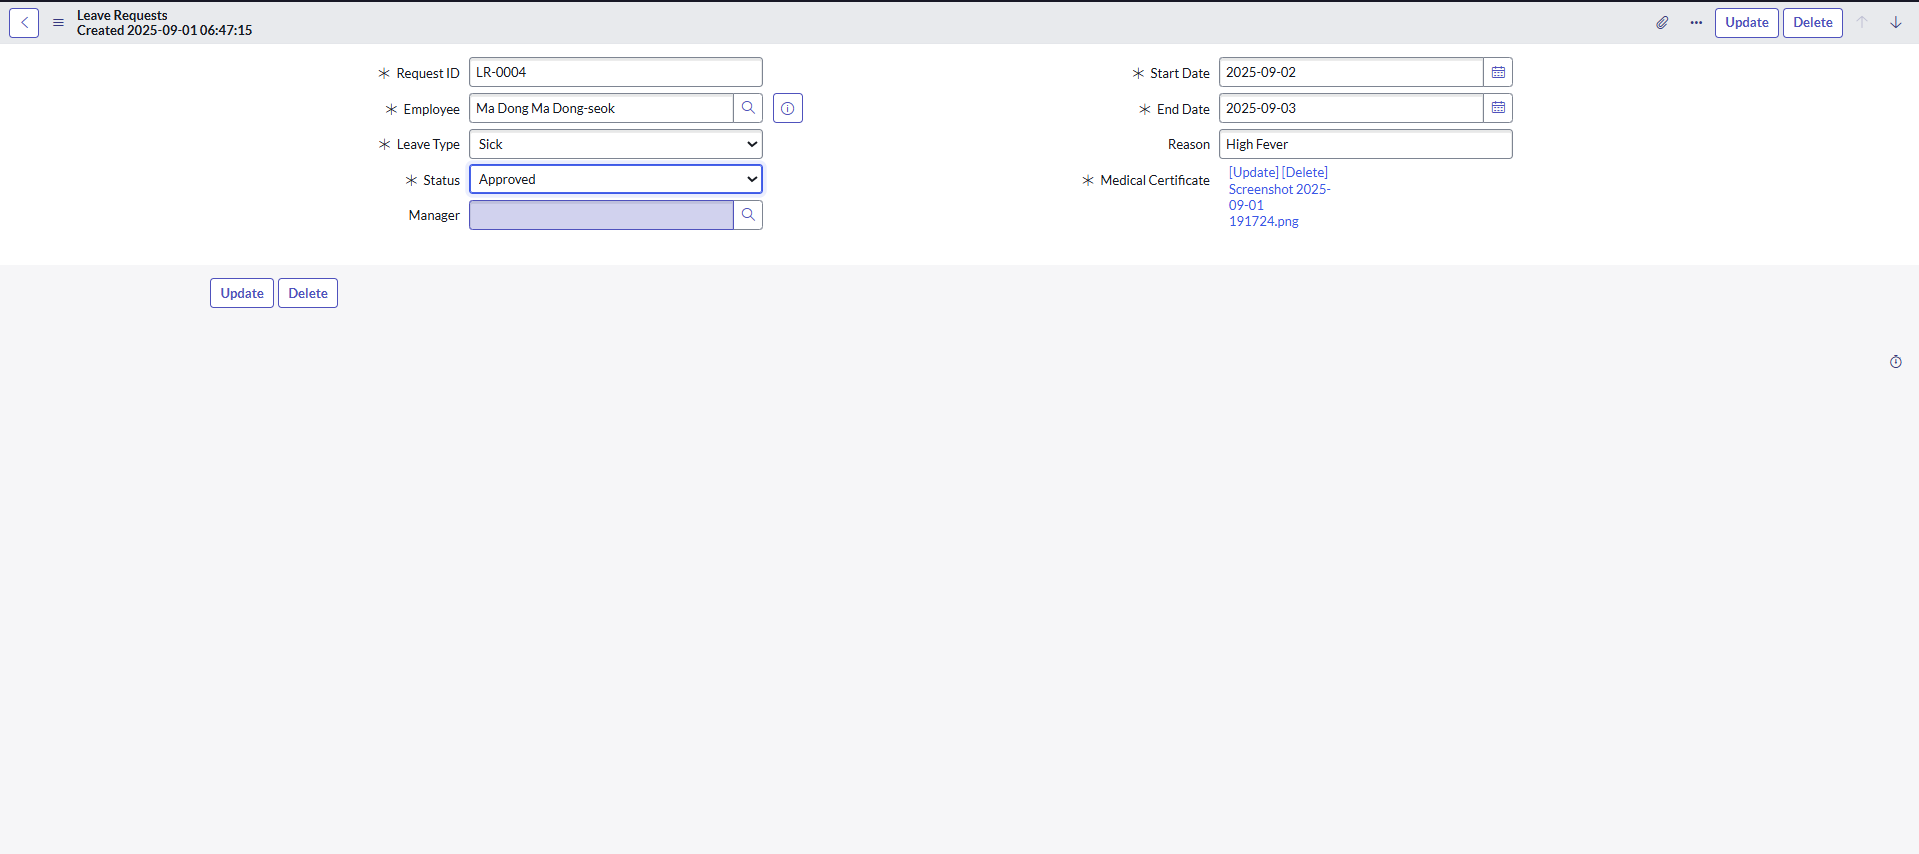 Leave Requests
Created 2025-09-01 06:47:15
Update
Delete
Request ID
LR-0004
Employee
Ma Dong Ma Dong-seok
Leave Type
Sick
Status
Approved
Manager
Start Date
2025-09-02
End Date
2025-09-03
Reason
High Fever
Medical Certificate
[Update] [Delete]
Screenshot 2025-
09-01
191724.png
Update
Delete